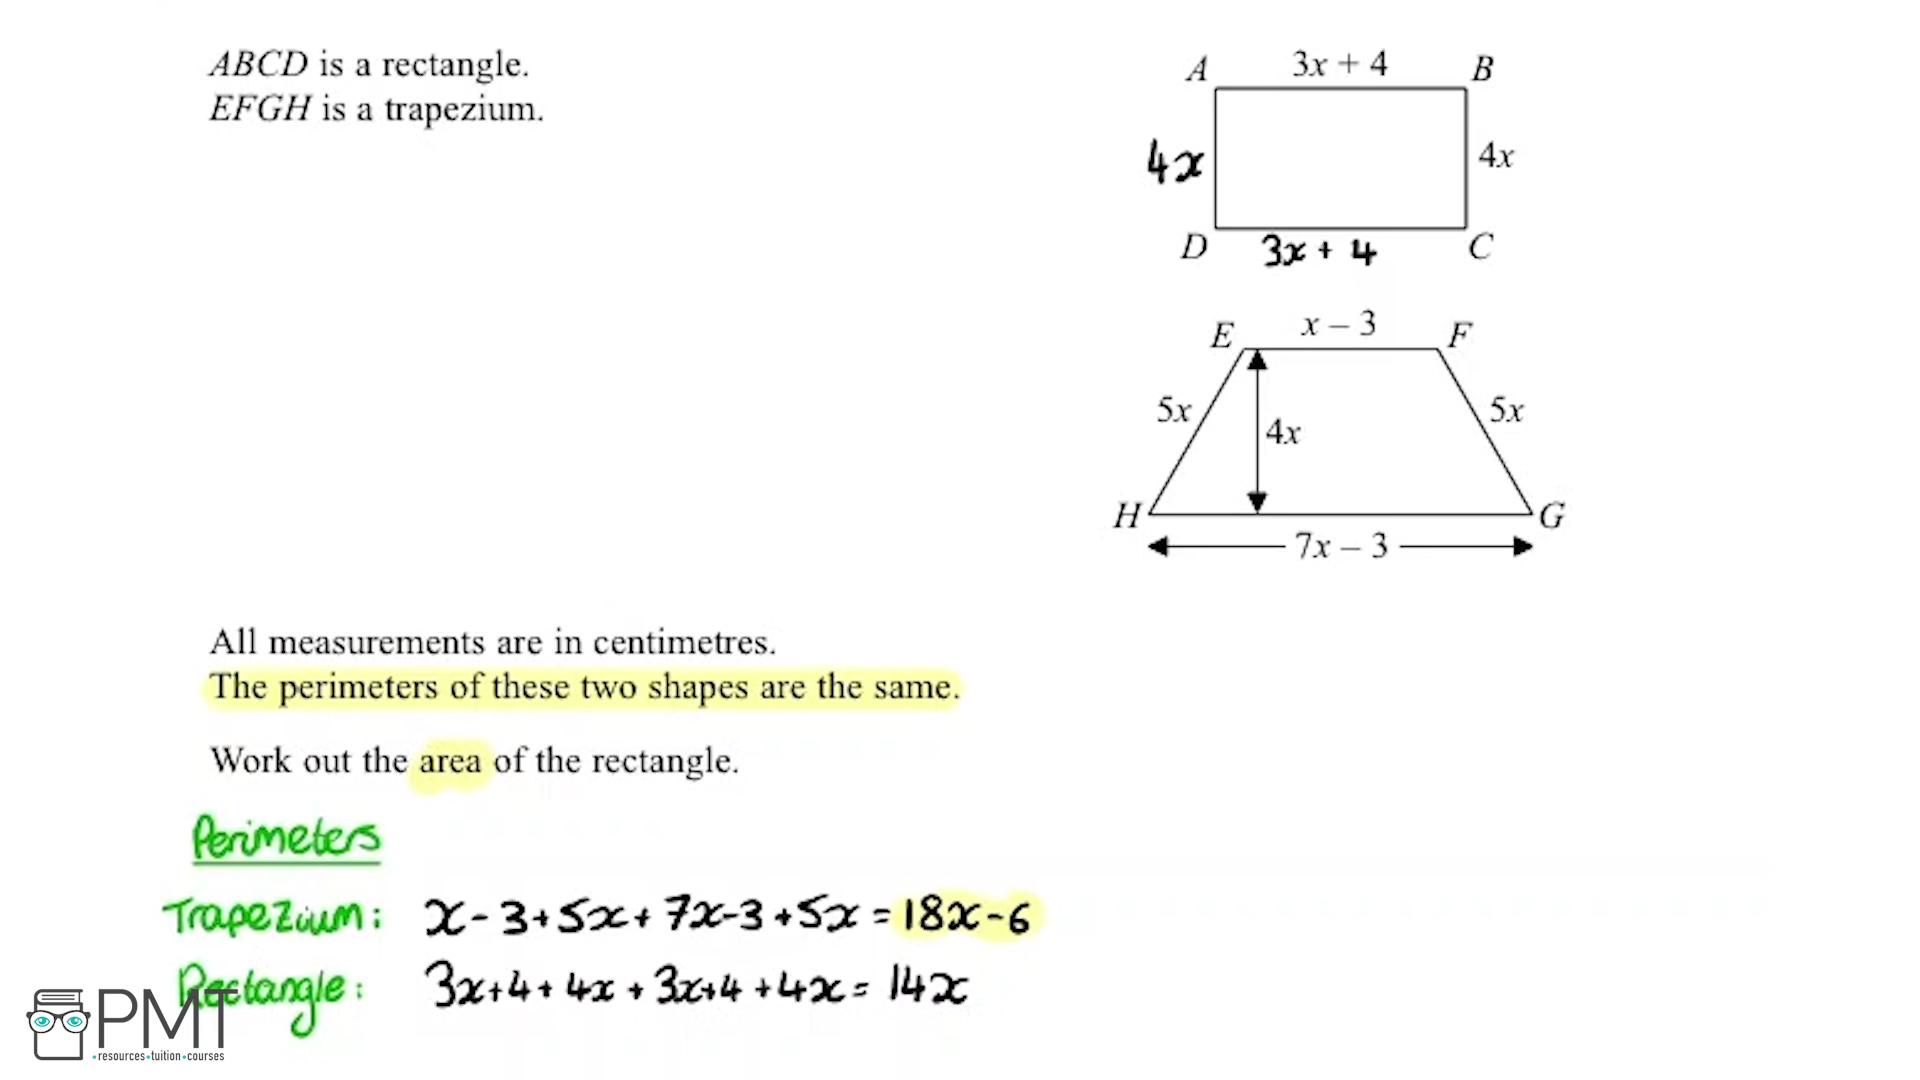 ABCD is a rectangle.
EFGH is a trapezium.
A 3x + 4 B
4x 4x
D 3x + 4 C
E x – 3 F
5x 4x 5x
H G
7x – 3
All measurements are in centimetres.
The perimeters of these two shapes are the same.
Work out the area of the rectangle.
Perimeters
Trapezium: x - 3 + 5x + 7x - 3 + 5x = 18x - 6
Rectangle: 3x + 4 + 4x + 3x + 4 + 4x = 14x
PMT
•resources•tuition•courses